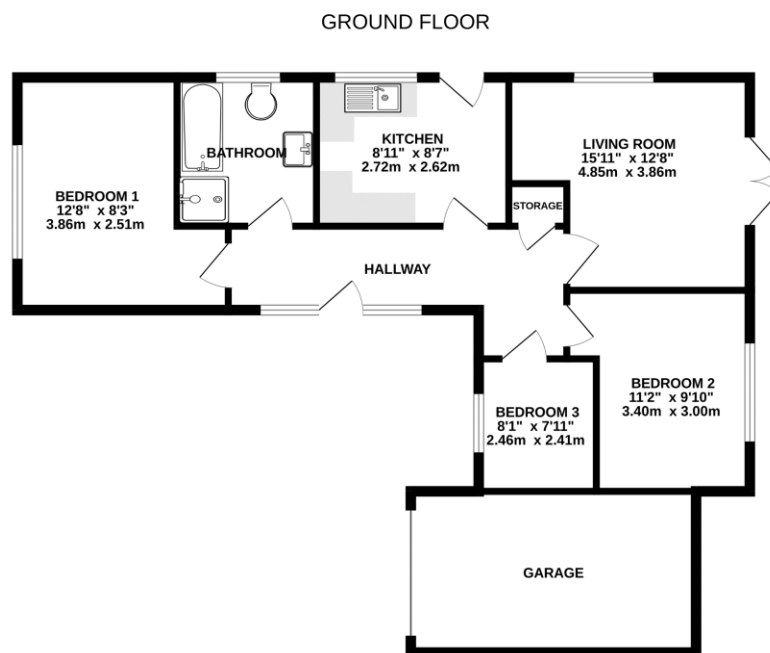 GROUND FLOOR
BEDROOM 1
12'8" x 8'3"
3.86m x 2.51m
BATHROOM
KITCHEN
8'11" x 8'7"
2.72m x 2.62m
LIVING ROOM
15'11" x 12'8"
4.85m x 3.86m
STORAGE
HALLWAY
BEDROOM 2
11'2" x 9'10"
3.40m x 3.00m
BEDROOM 3
8'1" x 7'11"
2.46m x 2.41m
GARAGE